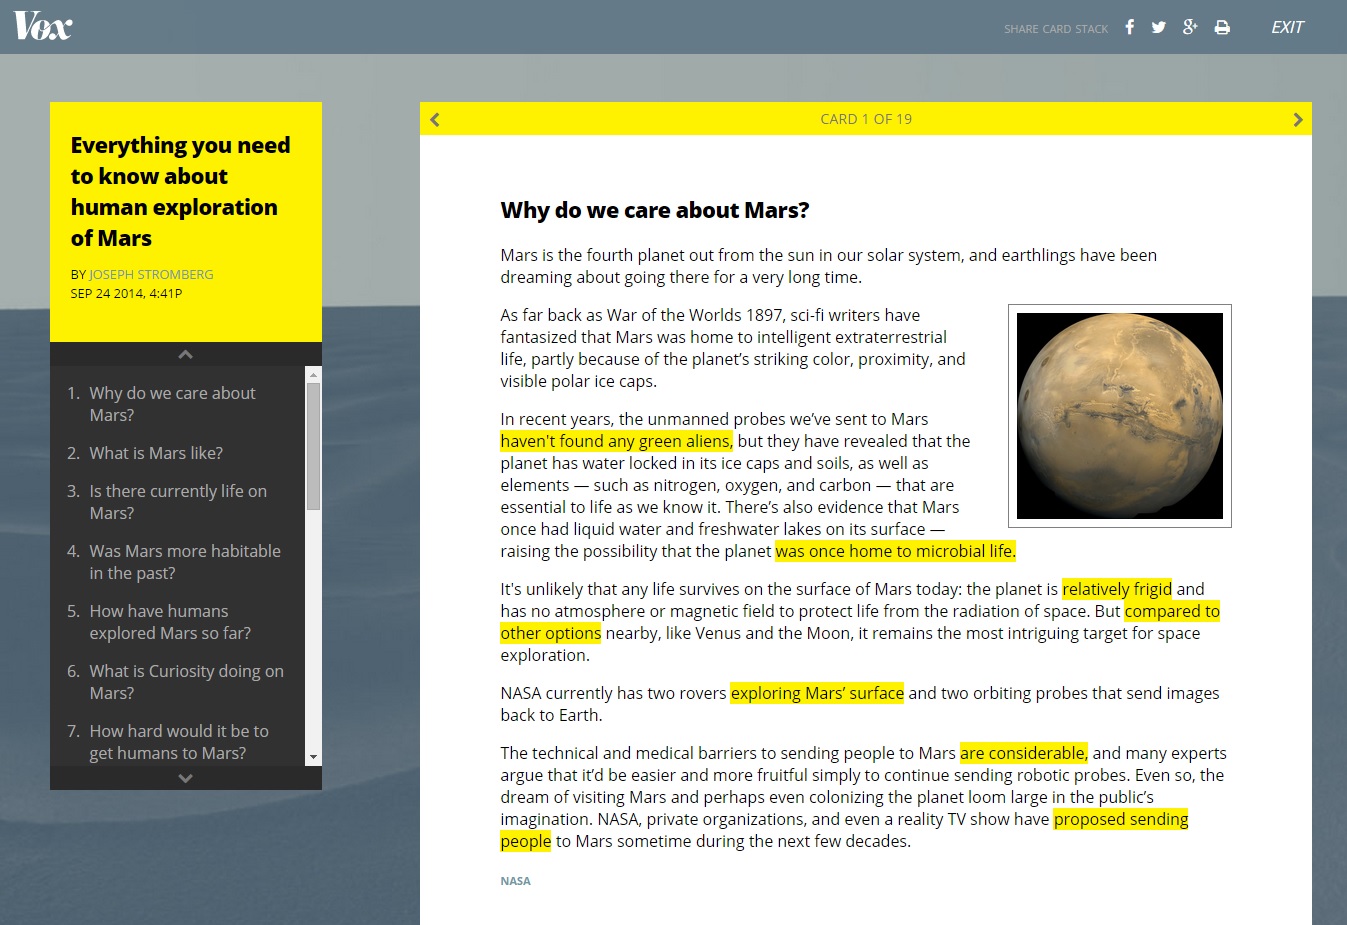 Vox
SHARE CARD STACK
EXIT
Everything you need
to know about
human exploration
of Mars
BY JOSEPH STROMBERG
SEP 24 2014, 4:41P
1. Why do we care about
Mars?
2. What is Mars like?
3. Is there currently life on
Mars?
4. Was Mars more habitable
in the past?
5. How have humans
explored Mars so far?
6. What is Curiosity doing on
Mars?
7. How hard would it be to
get humans to Mars?
CARD 1 OF 19
Why do we care about Mars?
Mars is the fourth planet out from the sun in our solar system, and earthlings have been
dreaming about going there for a very long time.
As far back as War of the Worlds 1897, sci-fi writers have
fantasized that Mars was home to intelligent extraterrestrial
life, partly because of the planet’s striking color, proximity, and
visible polar ice caps.
In recent years, the unmanned probes we’ve sent to Mars
haven't found any green aliens, but they have revealed that the
planet has water locked in its ice caps and soils, as well as
elements — such as nitrogen, oxygen, and carbon — that are
essential to life as we know it. There’s also evidence that Mars
once had liquid water and freshwater lakes on its surface —
raising the possibility that the planet was once home to microbial life.
It's unlikely that any life survives on the surface of Mars today: the planet is relatively frigid and
has no atmosphere or magnetic field to protect life from the radiation of space. But compared to
other options nearby, like Venus and the Moon, it remains the most intriguing target for space
exploration.
NASA currently has two rovers exploring Mars’ surface and two orbiting probes that send images
back to Earth.
The technical and medical barriers to sending people to Mars are considerable, and many experts
argue that it’d be easier and more fruitful simply to continue sending robotic probes. Even so, the
dream of visiting Mars and perhaps even colonizing the planet loom large in the public’s
imagination. NASA, private organizations, and even a reality TV show have proposed sending
people to Mars sometime during the next few decades.
NASA